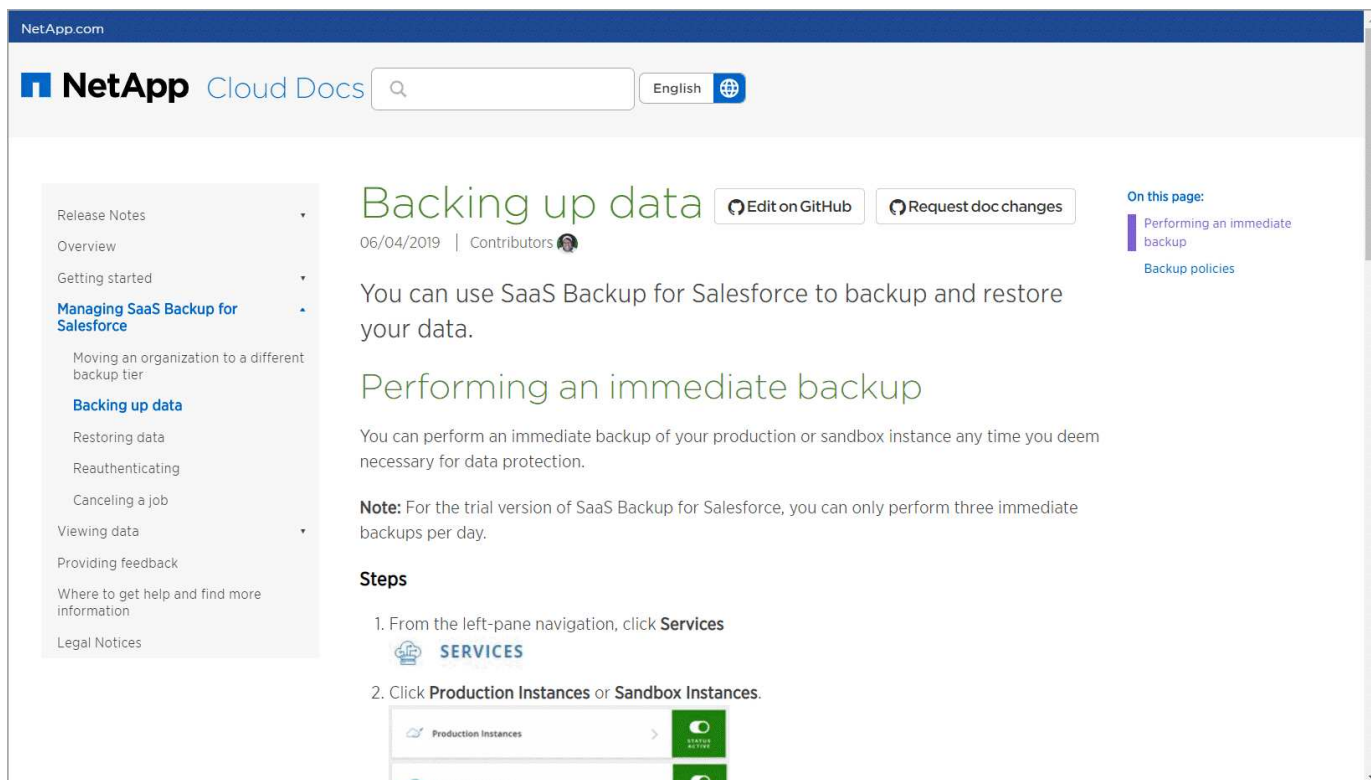 NetApp.com
NetApp Cloud Docs
English
Release Notes
Overview
Getting started
Managing SaaS Backup for
Salesforce
Moving an organization to a different
backup tier
Backing up data
Restoring data
Reauthenticating
Canceling a job
Viewing data
Providing feedback
Where to get help and find more
information
Legal Notices
Backing up data
Edit on GitHub
Request doc changes
06/04/2019 | Contributors
You can use SaaS Backup for Salesforce to backup and restore
your data.
Performing an immediate backup
You can perform an immediate backup of your production or sandbox instance any time you deem
necessary for data protection.
Note: For the trial version of SaaS Backup for Salesforce, you can only perform three immediate
backups per day.
Steps
1. From the left-pane navigation, click Services
SERVICES
2. Click Production Instances or Sandbox Instances.
Production Instances
STATUS
ACTIVE
On this page:
Performing an immediate
backup
Backup policies